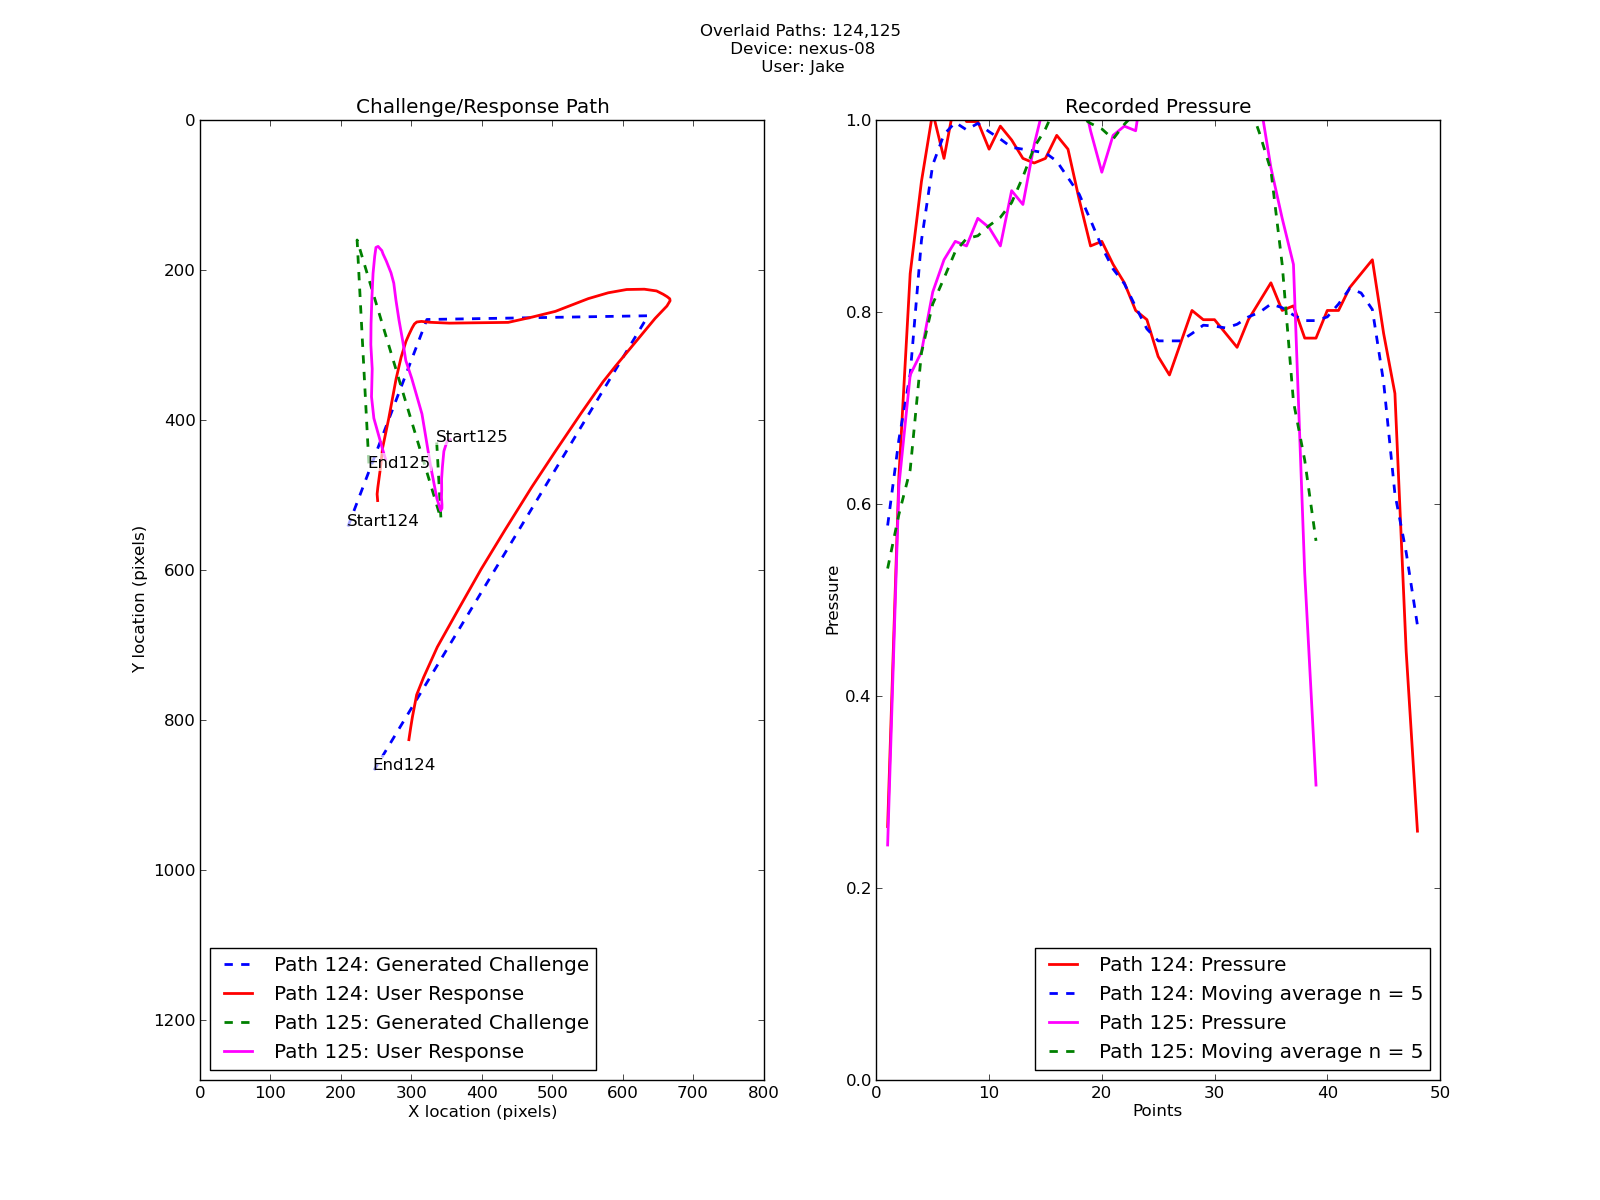 Overlaid Paths: 124,125
Device: nexus-08
User: Jake
Challenge/Response Path
0
200
400
600
800
1000
1200
Y location (pixels)
Start125
End125
Start124
End124
Path 124: Generated Challenge
Path 124: User Response
Path 125: Generated Challenge
Path 125: User Response
0 100 200 300 400 500 600 700 800
X location (pixels)
Recorded Pressure
1.0
0.8
0.6
0.4
0.2
0.0
Pressure
Path 124: Pressure
Path 124: Moving average n = 5
Path 125: Pressure
Path 125: Moving average n = 5
0 10 20 30 40 50
Points